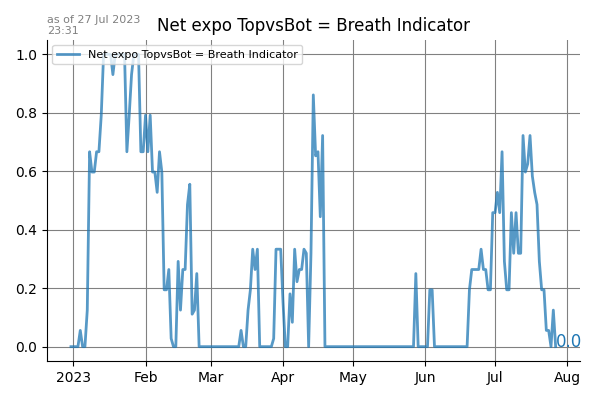 as of 27 Jul 2023
23:31
Net expo TopvsBot = Breath Indicator
Net expo TopvsBot = Breath Indicator
1.0
0.8
0.6
0.4
0.2
0.0
0.0
2023 Feb Mar Apr May Jun Jul Aug